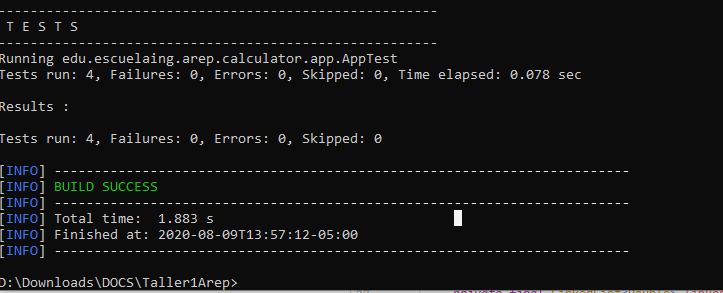 -------------------------------------------------------
 T E S T S
-------------------------------------------------------
Running edu.escuelaing.arep.calculator.app.AppTest
Tests run: 4, Failures: 0, Errors: 0, Skipped: 0, Time elapsed: 0.078 sec

Results :

Tests run: 4, Failures: 0, Errors: 0, Skipped: 0

[INFO] ------------------------------------------------------------------------
[INFO] BUILD SUCCESS
[INFO] ------------------------------------------------------------------------
[INFO] Total time:  1.883 s
[INFO] Finished at: 2020-08-09T13:57:12-05:00
[INFO] ------------------------------------------------------------------------

D:\Downloads\DOCS\Taller1Arep>